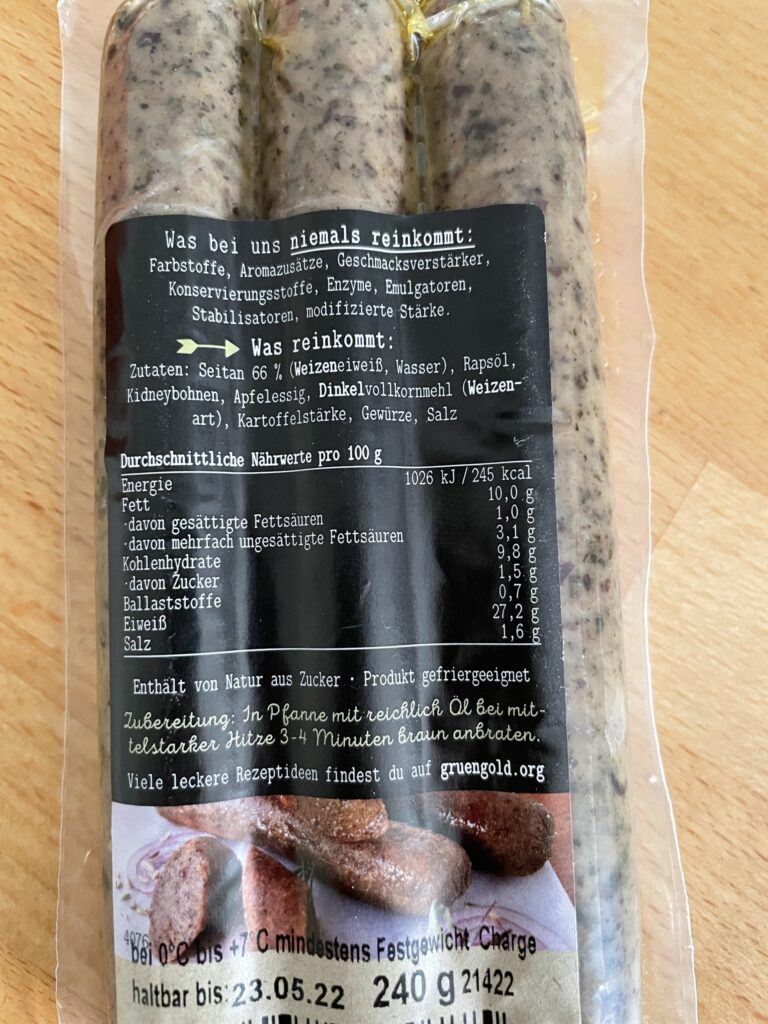 Was bei uns niemals reinkommt:
Farbstoffe, Aromazusätze, Geschmacksverstärker,
Konservierungsstoffe, Enzyme, Emulgatoren,
Stabilisatoren, modifizierte Stärke.
Was reinkommt:
Zutaten: Seitan 66 % (Weizeneiweiß, Wasser), Rapsöl,
Kidneybohnen, Apfelessig, Dinkelvollkornmehl (Weizen-
art), Kartoffelstärke, Gewürze, Salz
Durchschnittliche Nährwerte pro 100 g
Energie 1026 kJ / 245 kcal
Fett 10,0 g
·davon gesättigte Fettsäuren 1,0 g
·davon mehrfach ungesättigte Fettsäuren 3,1 g
Kohlenhydrate 9,8 g
·davon Zucker 1,5 g
Ballaststoffe 0,7 g
Eiweiß 27,2 g
Salz 1,6 g
Enthält von Natur aus Zucker · Produkt gefriergeeignet
Zubereitung: In Pfanne mit reichlich Öl bei mit-
telstarker Hitze 3-4 Minuten braun anbraten.
Viele leckere Rezeptideen findest du auf gruengold.org
4076
bei 0°C bis +7°C mindestens Festgewicht Charge
haltbar bis: 23.05.22 240 g 21422